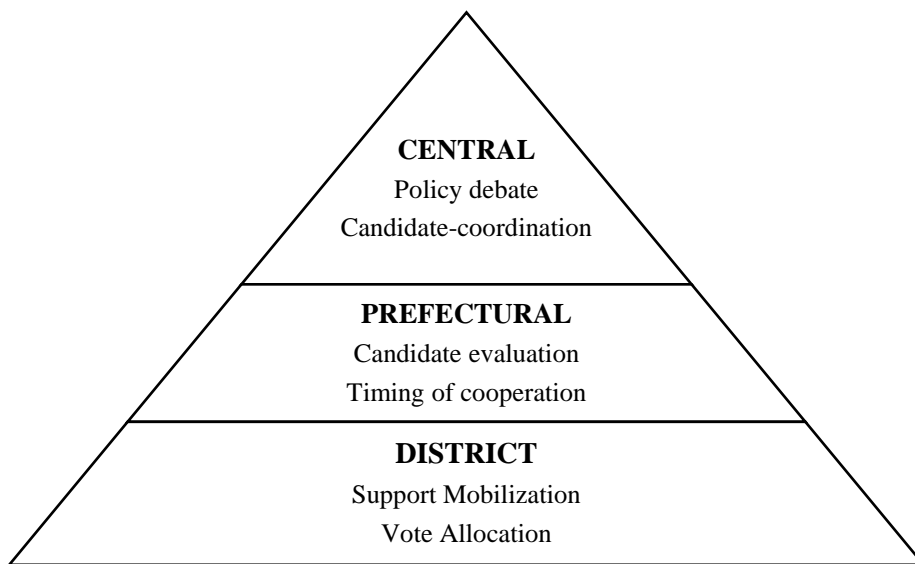 CENTRAL
Policy debate
Candidate-coordination
PREFECTURAL
Candidate evaluation
Timing of cooperation
DISTRICT
Support Mobilization
Vote Allocation